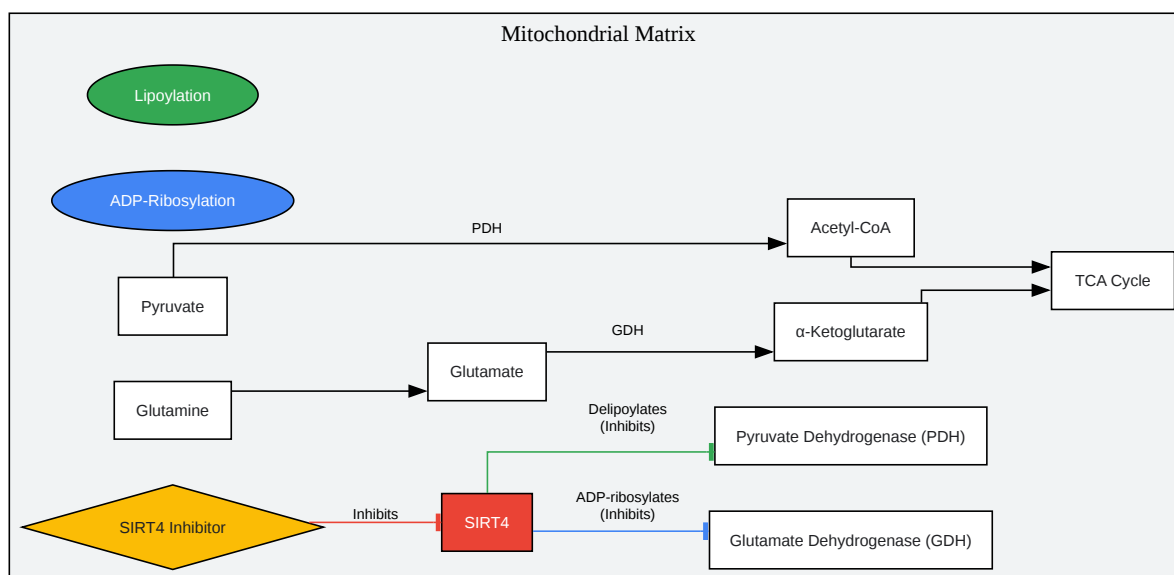 Mitochondrial Matrix
Lipoylation
ADP-Ribosylation
PDH
Acetyl-CoA
TCA Cycle
Pyruvate
GDH
α-Ketoglutarate
Glutamate
Glutamine
Delipoylates
(Inhibits)
Pyruvate Dehydrogenase (PDH)
SIRT4 Inhibitor
Inhibits
SIRT4
ADP-ribosylates
(Inhibits)
Glutamate Dehydrogenase (GDH)